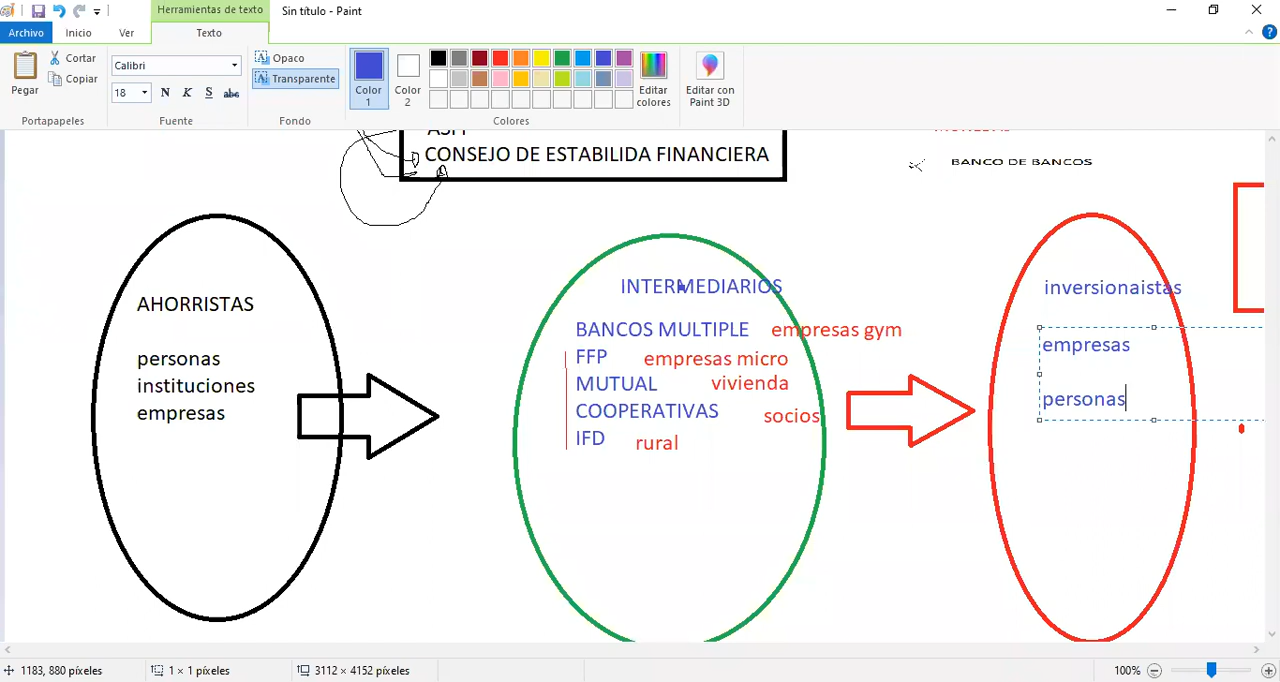 Herramientas de texto
Sin título - Paint
Archivo
Inicio
Ver
Texto
Pegar
Cortar
Copiar
Portapapeles
Calibri
18
N K S abc
Fuente
Opaco
Transparente
Fondo
Color 1
Color 2
Editar colores
Colores
Editar con Paint 3D
CONSEJO DE ESTABILIDA FINANCIERA
BANCO DE BANCOS
AHORRISTAS
personas
instituciones
empresas
INTERMEDIARIOS
BANCOS MULTIPLE empresas gym
FFP empresas micro
MUTUAL vivienda
COOPERATIVAS socios
IFD rural
inversionaistas
empresas
personas
1183, 880 píxeles
1 × 1 píxeles
3112 × 4152 píxeles
100%